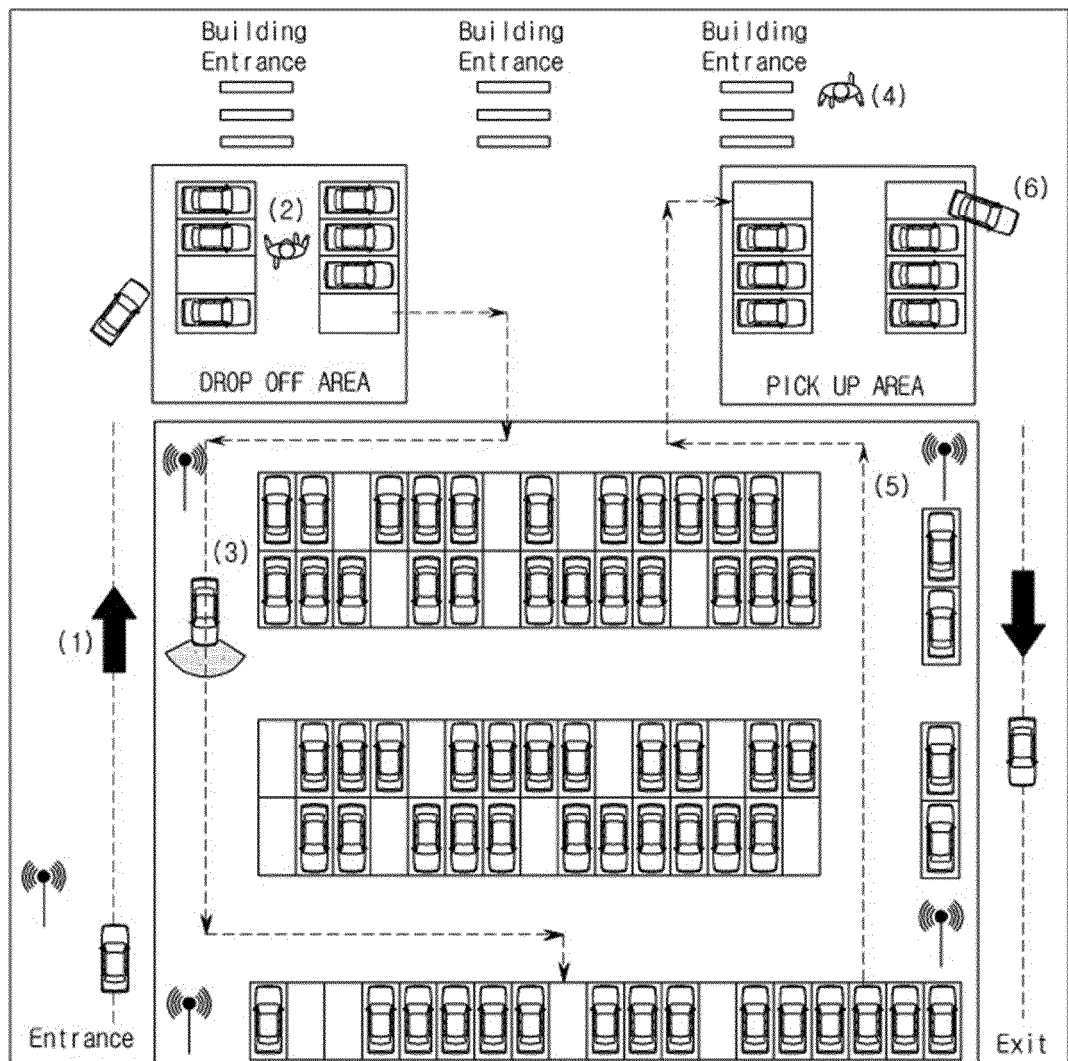 Building
Entrance
Building
Entrance
Building
Entrance
(4)
(2)
(6)
DROP OFF AREA
PICK UP AREA
(5)
(3)
(1)
Entrance
Exit